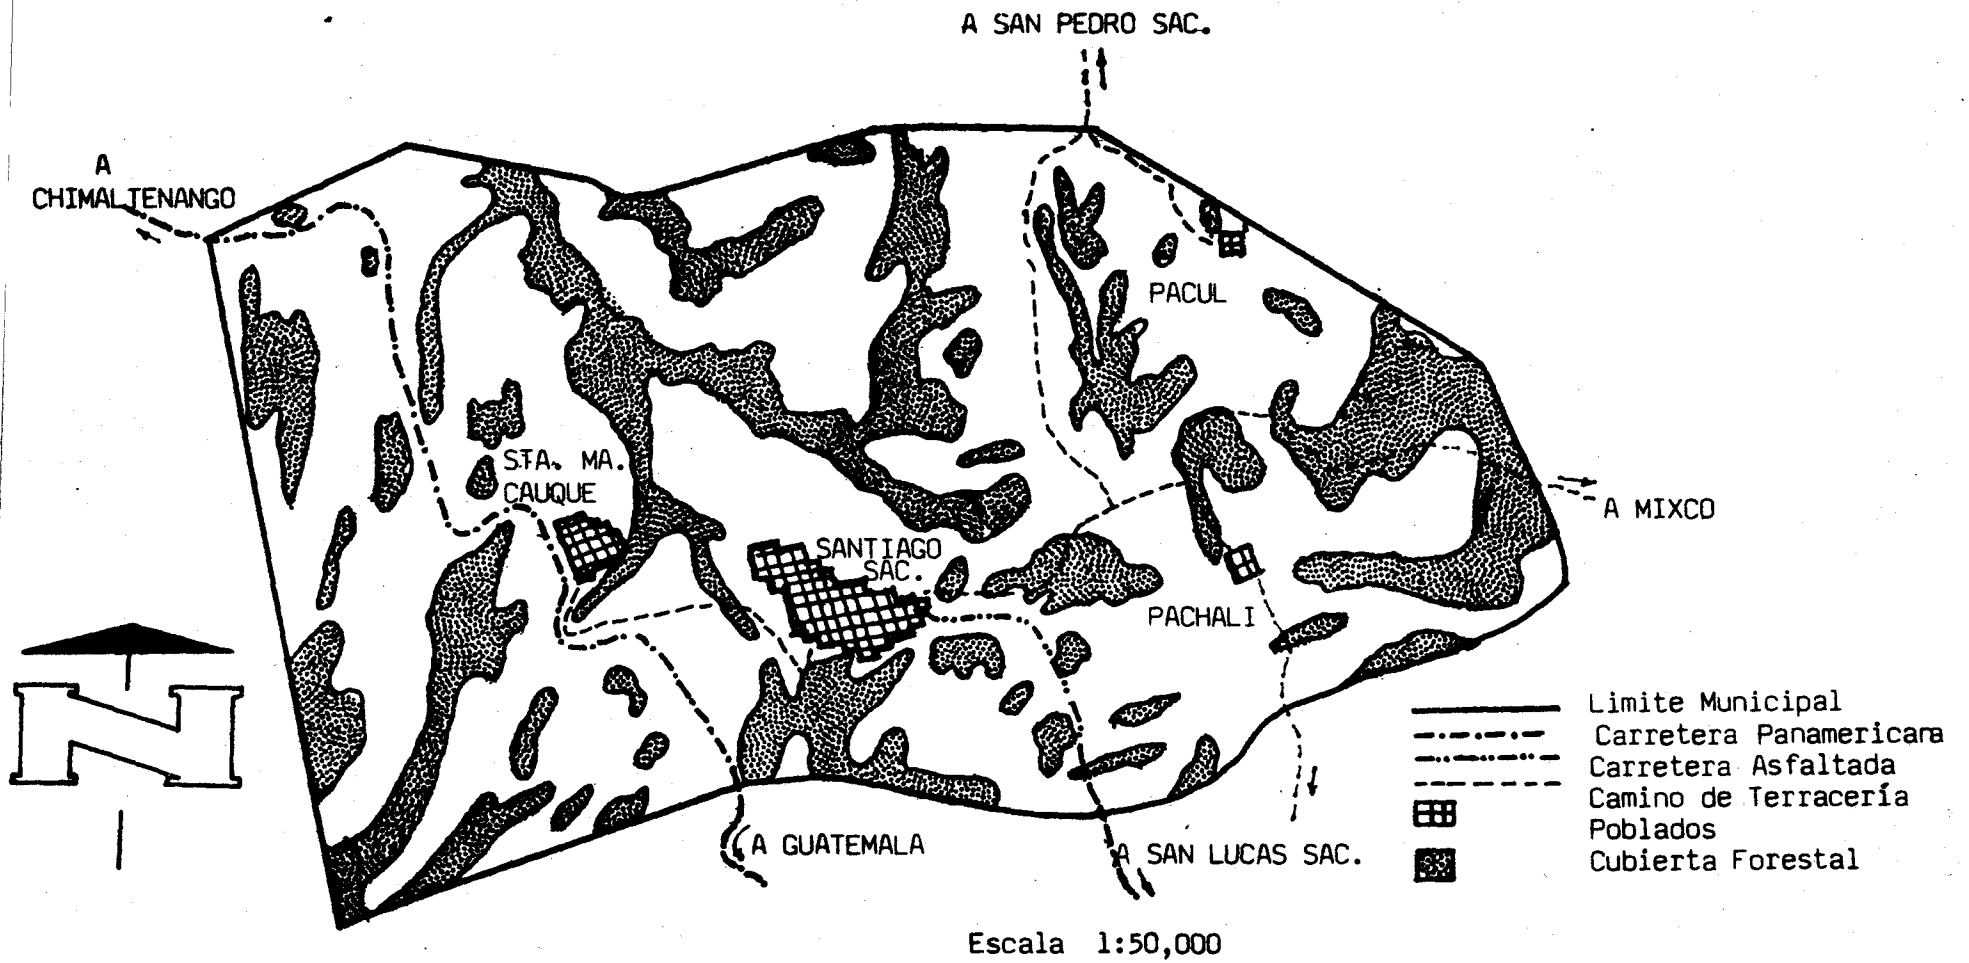 A SAN PEDRO SAC.
A
CHIMALTENANGO
PACUL
STA. MA.
CAUQUE
SANTIAGO
SAC.
A MIXCO
PACHALI
N
Limite Municipal
Carretera Panamericana
Carretera Asfaltada
Camino de Terracería
Poblados
Cubierta Forestal
A GUATEMALA
A SAN LUCAS SAC.
Escala 1:50,000